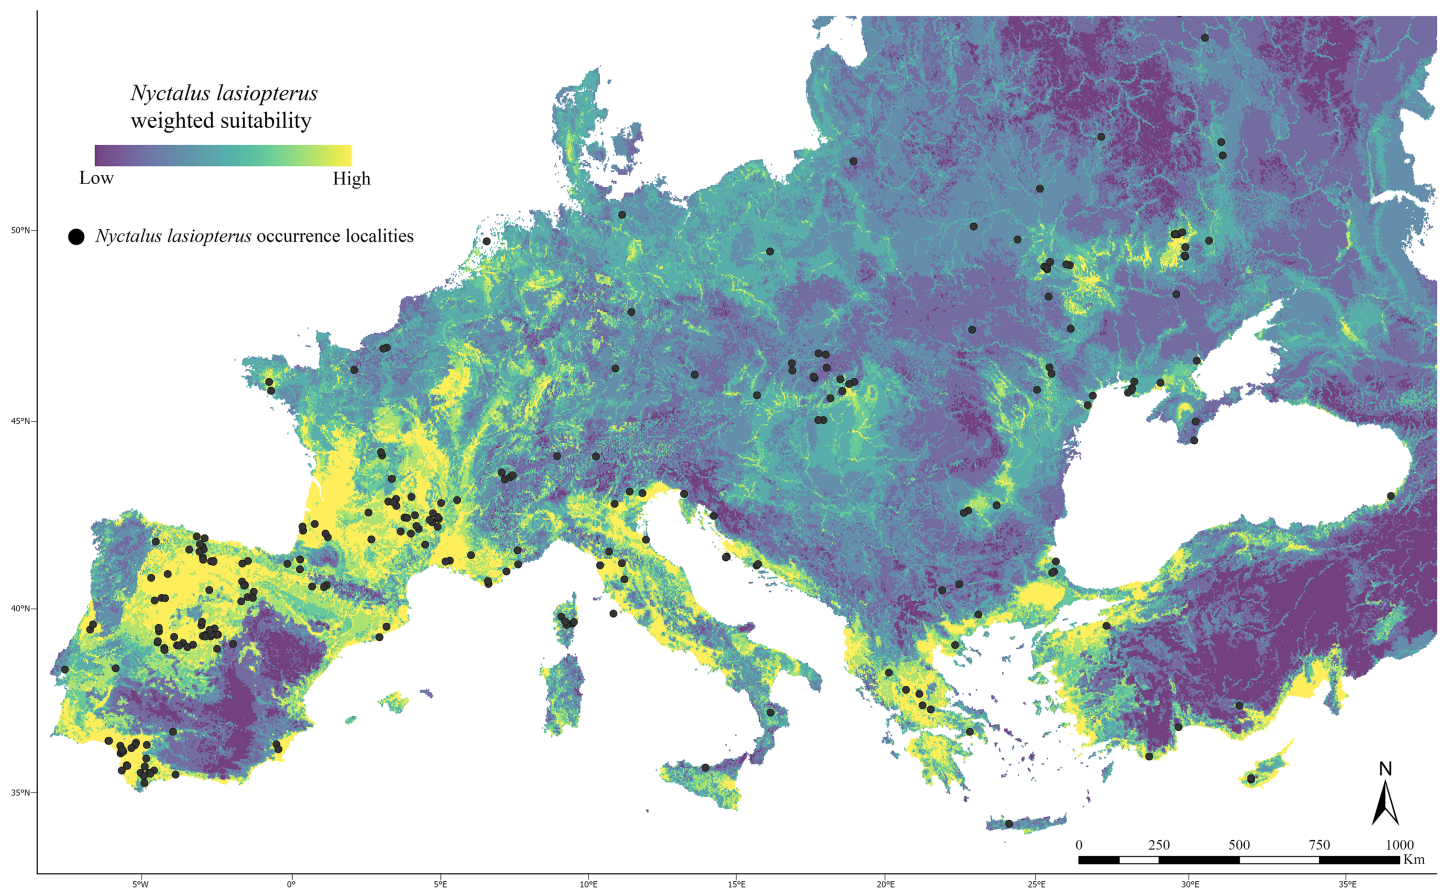 Nyctalus lasiopterus
weighted suitability
Low High
Nyctalus lasiopterus occurrence localities
50°N
45°N
40°N
35°N
N
0 250 500 750 1000
Km
5°W 0° 5°E 10°E 15°E 20°E 25°E 30°E 35°E